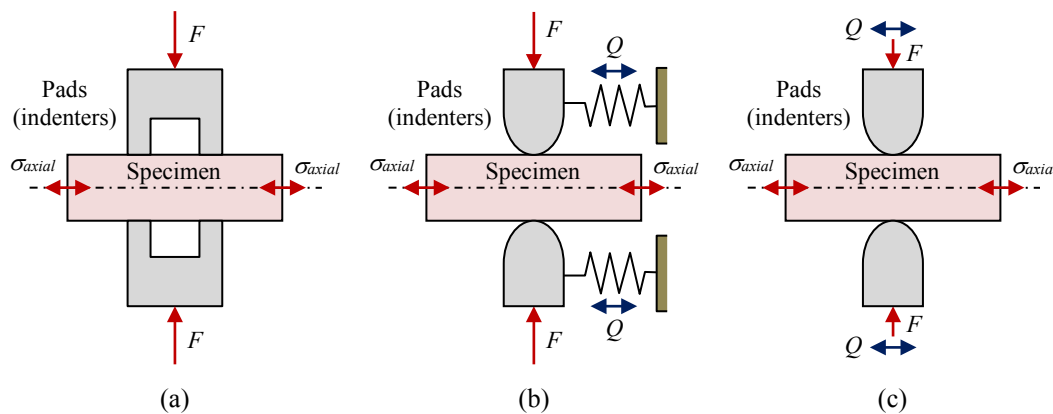 F
Pads
(indenters)
σaxial
Specimen
σaxial
F
(a)
F
Q
Pads
(indenters)
σaxial
Specimen
σaxial
Q
F
(b)
Q
F
Pads
(indenters)
σaxial
Specimen
σaxia
F
Q
(c)